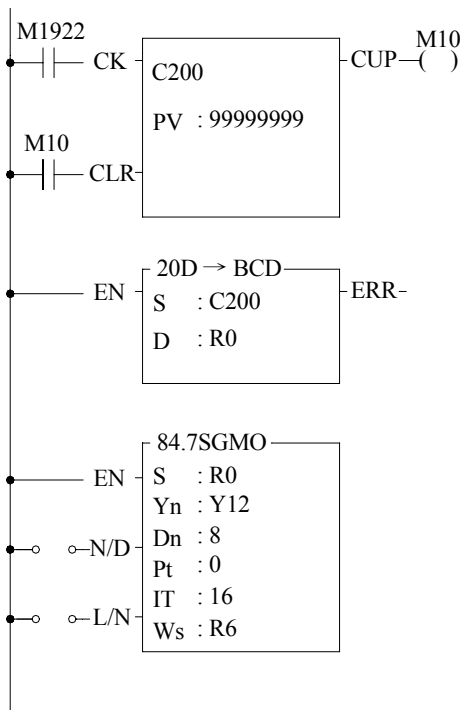 M1922
M10
CK
C200
CUP
( )
PV : 99999999
M10
CLR
20D → BCD
EN
S : C200
ERR
D : R0
84.7SGMO
EN
S : R0
Yn : Y12
N/D
Dn : 8
Pt : 0
L/N
IT : 16
Ws : R6